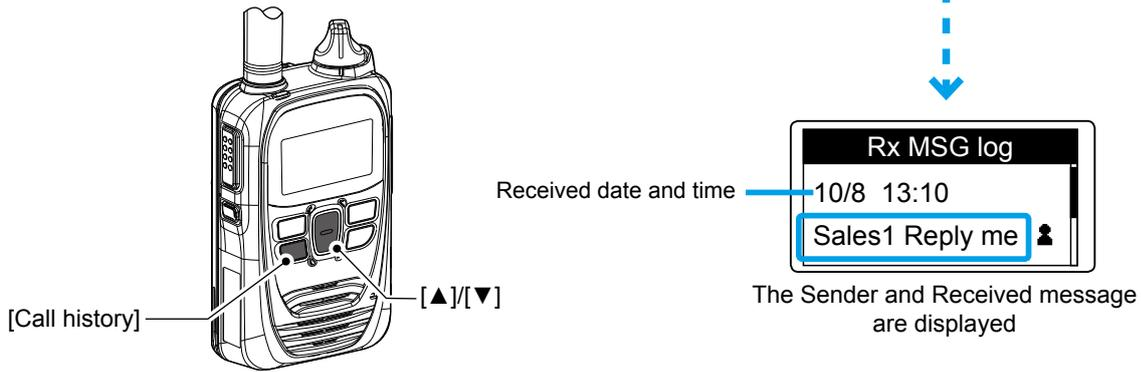 Rx MSG log
Received date and time
10/8 13:10
Sales1 Reply me
[Call history]
[▲]/[▼]
The Sender and Received message
are displayed